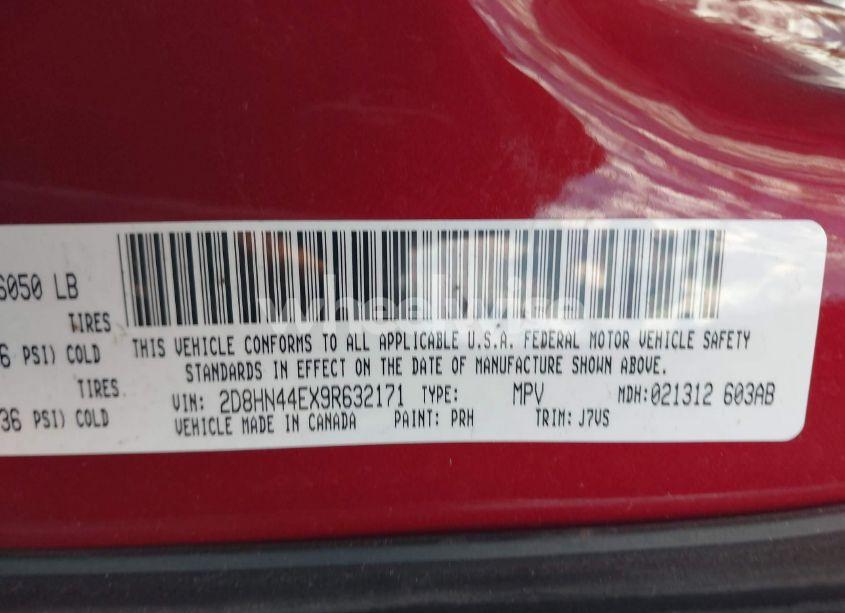 6050 LB
TIRES
6 PSI) COLD
TIRES
36 PSI) COLD
wheelwise
THIS VEHICLE CONFORMS TO ALL APPLICABLE U.S.A. FEDERAL MOTOR VEHICLE SAFETY
STANDARDS IN EFFECT ON THE DATE OF MANUFACTURE SHOWN ABOVE.
VIN: 2D8HN44EX9R632171 TYPE: MPV MDH:021312 603AB
VEHICLE MADE IN CANADA PAINT: PRH TRIM: J7VS